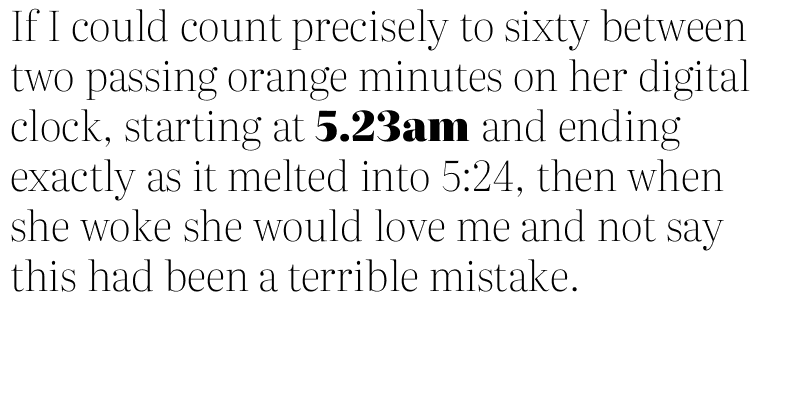 If I could count precisely to sixty between
two passing orange minutes on her digital
clock, starting at 5.23am and ending
exactly as it melted into 5:24, then when
she woke she would love me and not say
this had been a terrible mistake.